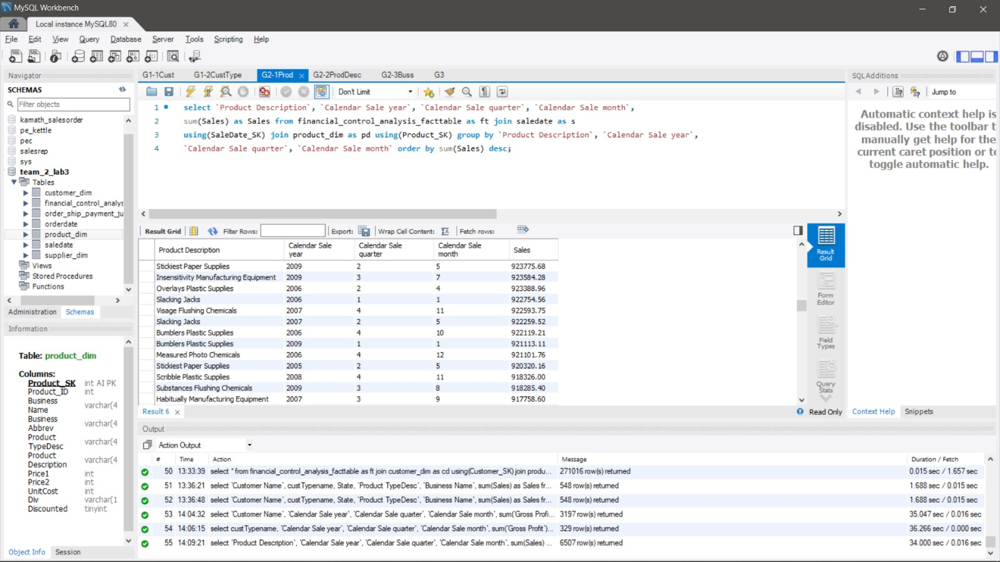 MySQL Workbench
Local instance MySQL80
File Edit View Query Database Server Tools Scripting Help
Navigator
SCHEMAS
Filter objects
kamath_salesorder
pe_kettle
pec
salesrep
sys
team_2_lab3
Tables
customer_dim
financial_control_analys
order_ship_payment_ju
orderdate
product_dim
saledate
supplier_dim
Views
Stored Procedures
Functions
Administration Schemas
Information
Table: product_dim
Columns:
Product_SK int AI PK
Product_ID int
Business Name varchar(4
Business Abbrev varchar(4
Product TypeDesc varchar(4
Product Description varchar(4
Price1 int
Price2 int
UnitCost int
Div varchar(1
Discounted tinyint
Object Info Session
G1-1Cust G1-2CustType G2-1Prod G2-2ProdDesc G2-3Buss G3
Don't Limit
1 select `Product Description`, `Calendar Sale year`, `Calendar Sale quarter`, `Calendar Sale month`,
2 sum(Sales) as Sales from financial_control_analysis_facttable as ft join saledate as s
3 using(SaleDate_SK) join product_dim as pd using(Product_SK) group by `Product Description`, `Calendar Sale year`,
4 `Calendar Sale quarter`, `Calendar Sale month` order by sum(Sales) desc;
Result Grid Filter Rows: Export: Wrap Cell Content: Fetch rows:
Product Description Calendar Sale year Calendar Sale quarter Calendar Sale month Sales
Stickiest Paper Supplies 2009 2 5 923775.68
Insensitivity Manufacturing Equipment 2009 3 7 923584.28
Overlays Plastic Supplies 2006 2 4 923388.96
Slacking Jacks 2006 1 1 922754.56
Visage Flushing Chemicals 2007 4 11 922593.75
Slacking Jacks 2007 2 5 922259.52
Bumblers Plastic Supplies 2006 4 10 922119.21
Bumblers Plastic Supplies 2009 1 1 921113.11
Measured Photo Chemicals 2006 4 12 921101.76
Stickiest Paper Supplies 2005 2 5 920320.16
Scribble Plastic Supplies 2008 4 11 918326.00
Substances Flushing Chemicals 2009 3 8 918285.40
Habitually Manufacturing Equipment 2007 3 9 917758.60
Result Grid
Form Editor
Field Types
Query Stats
Result 6
Read Only
SQLAdditions
Jump to
Automatic context help is
disabled. Use the toolbar t
manually get help for the
current caret position or to
toggle automatic help.
Context Help Snippets
Output
Action Output
# Time Action Message Duration / Fetch
50 13:33:39 select * from financial_control_analysis_facttable as ft join customer_dim as cd using(Customer_SK) join produ... 271016 row(s) returned 0.015 sec / 1.657 sec
51 13:36:21 select `Customer Name`, custTypename, State, `Product TypeDesc`, `Business Name`, sum(Sales) as Sales fr... 548 row(s) returned 1.688 sec / 0.015 sec
52 13:36:48 select `Customer Name`, custTypename, State, `Product TypeDesc`, `Business Name`, sum(Sales) as Sales fr... 548 row(s) returned 1.688 sec / 0.015 sec
53 14:04:32 select `Customer Name`, `Calendar Sale year`, `Calendar Sale quarter`, `Calendar Sale month`, sum(`Gross Profi... 3197 row(s) returned 35.047 sec / 0.016 sec
54 14:06:15 select custTypename, `Calendar Sale year`, `Calendar Sale quarter`, `Calendar Sale month`, sum(`Gross Profit`)... 329 row(s) returned 36.266 sec / 0.000 sec
55 14:09:21 select `Product Description`, `Calendar Sale year`, `Calendar Sale quarter`, `Calendar Sale month`, sum(Sales) ... 6507 row(s) returned 34.000 sec / 0.016 sec